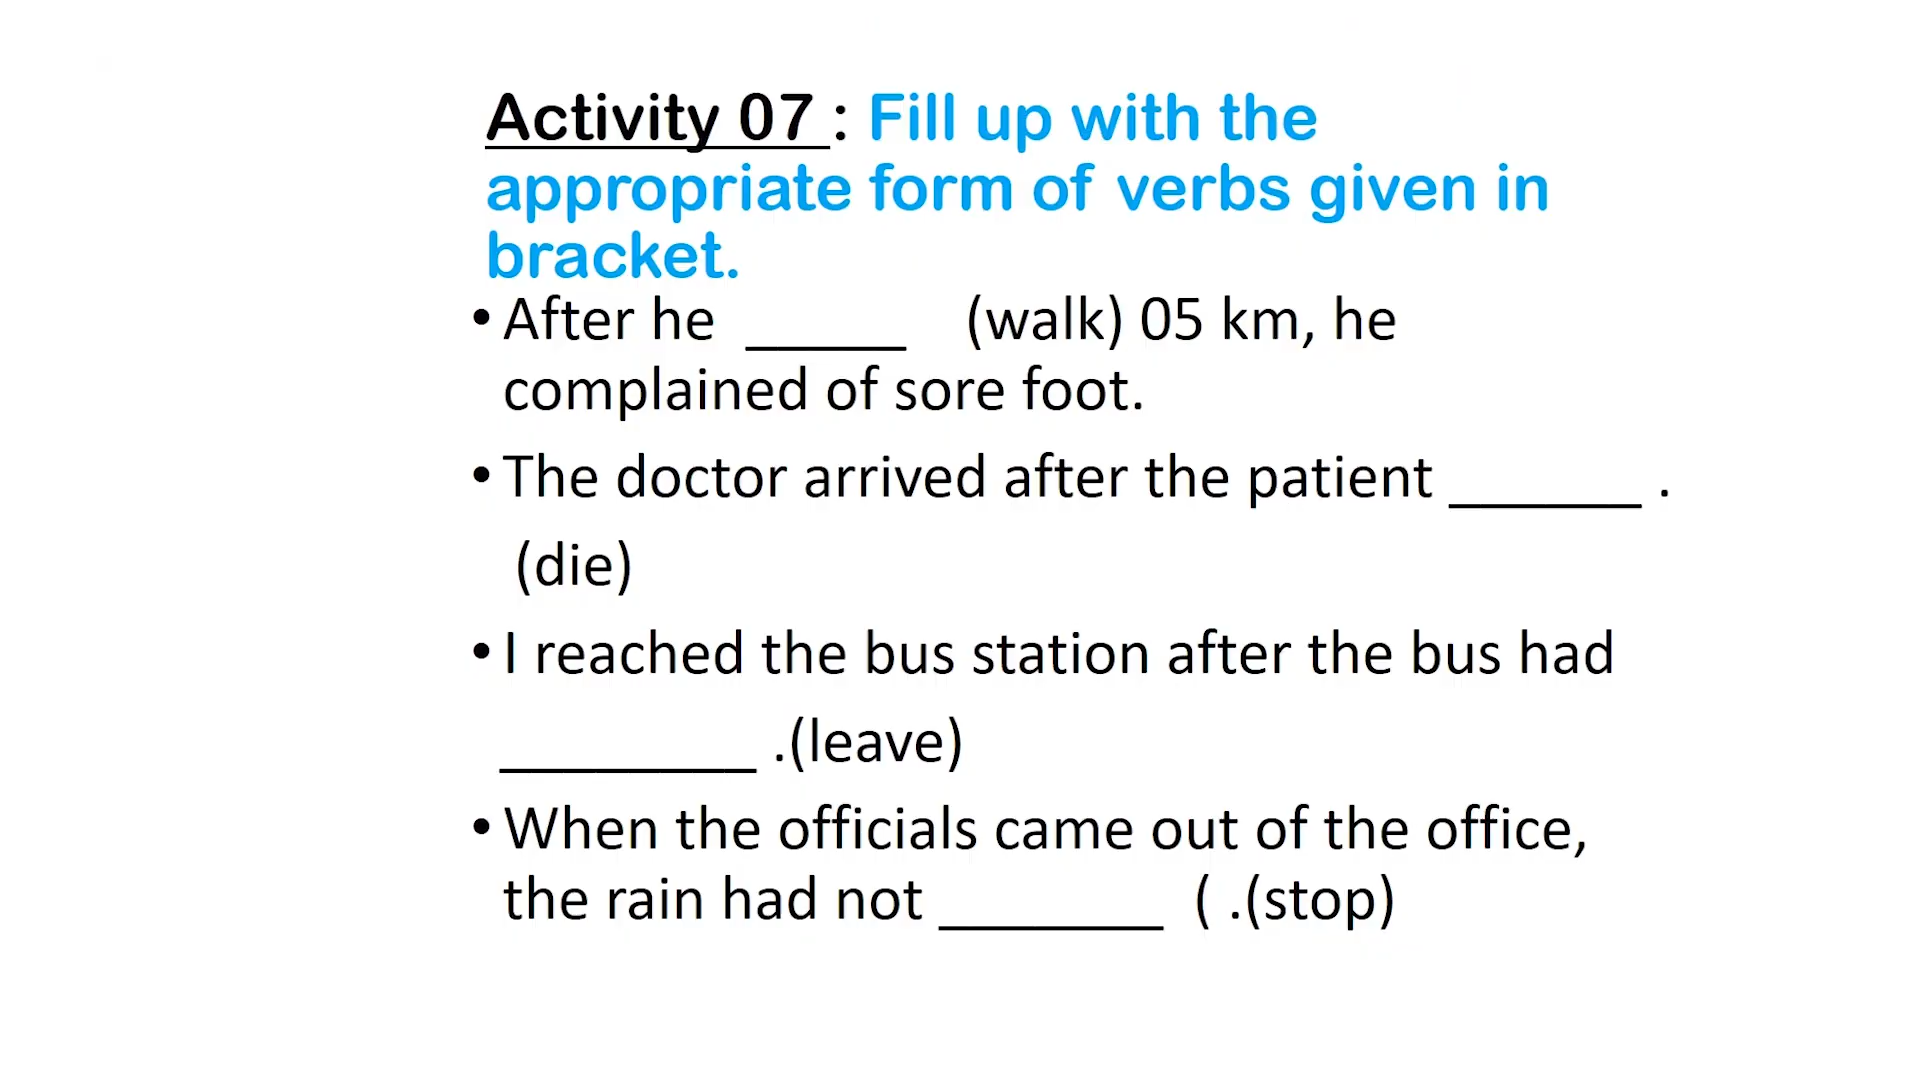 Activity 07 : Fill up with the
appropriate form of verbs given in
bracket.
• After he _____ (walk) 05 km, he
complained of sore foot.
• The doctor arrived after the patient ______ .
(die)
• I reached the bus station after the bus had
________ .(leave)
• When the officials came out of the office,
the rain had not _______ ( .(stop)